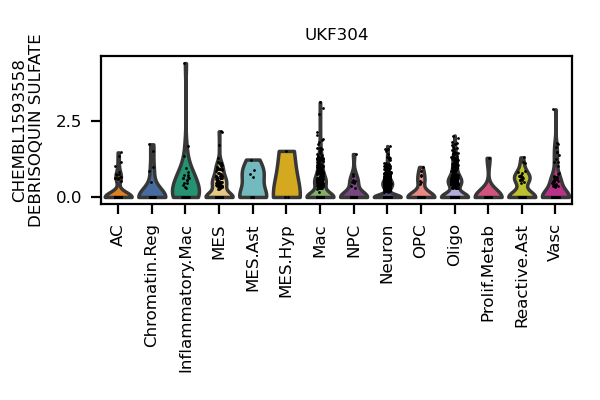 UKF304
CHEMBL1593558
DEBRISOQUIN SULFATE
2.5
0.0
AC
Chromatin.Reg
Inflammatory.Mac
MES
MES.Ast
MES.Hyp
Mac
NPC
Neuron
OPC
Oligo
Prolif.Metab
Reactive.Ast
Vasc